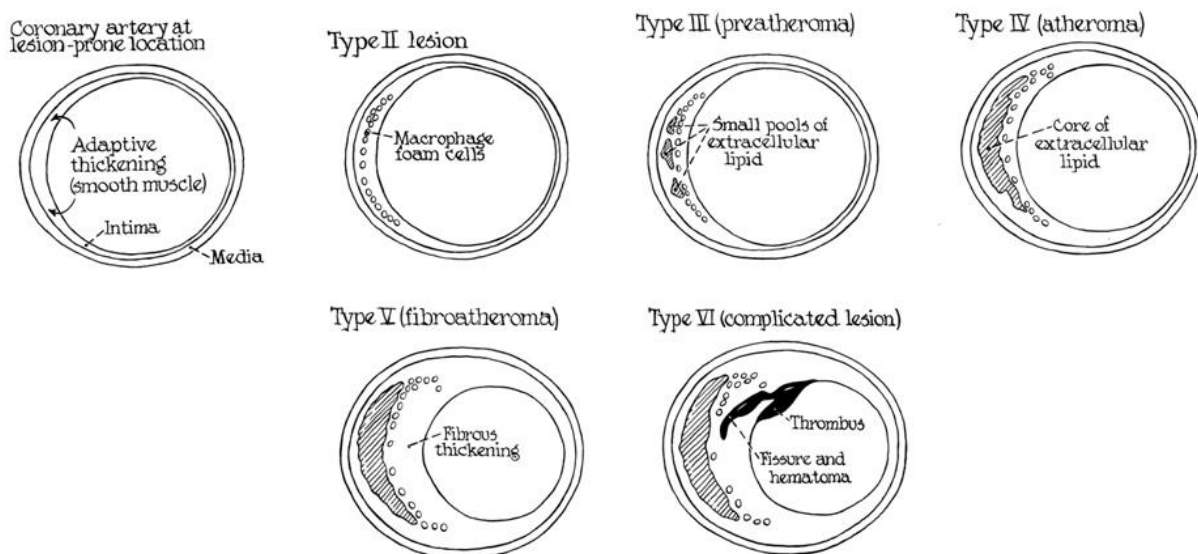 Coronary artery at
lesion-prone location
Adaptive
thickening
(smooth muscle)
Intima
Media
Type II lesion
Macrophage
foam cells
Type III (preatheroma)
Small pools of
extracellular
lipid
Type IV (atheroma)
Core of
extracellular
lipid
Type V (fibroatheroma)
Fibrous
thickening
Type VI (complicated lesion)
Thrombus
Fissure and
hematoma